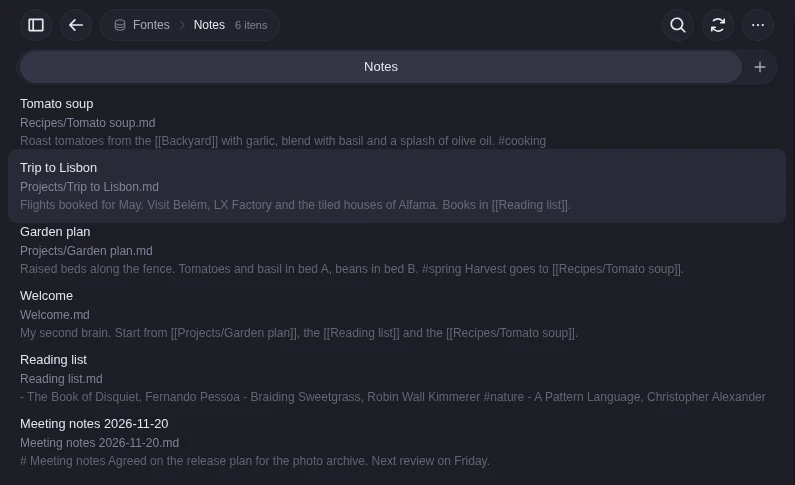 Fontes > Notes 6 itens
Notes
Tomato soup
Recipes/Tomato soup.md
Roast tomatoes from the [[Backyard]] with garlic, blend with basil and a splash of olive oil. #cooking
Trip to Lisbon
Projects/Trip to Lisbon.md
Flights booked for May. Visit Belém, LX Factory and the tiled houses of Alfama. Books in [[Reading list]].
Garden plan
Projects/Garden plan.md
Raised beds along the fence. Tomatoes and basil in bed A, beans in bed B. #spring Harvest goes to [[Recipes/Tomato soup]].
Welcome
Welcome.md
My second brain. Start from [[Projects/Garden plan]], the [[Reading list]] and the [[Recipes/Tomato soup]].
Reading list
Reading list.md
- The Book of Disquiet, Fernando Pessoa - Braiding Sweetgrass, Robin Wall Kimmerer #nature - A Pattern Language, Christopher Alexander
Meeting notes 2026-11-20
Meeting notes 2026-11-20.md
# Meeting notes Agreed on the release plan for the photo archive. Next review on Friday.